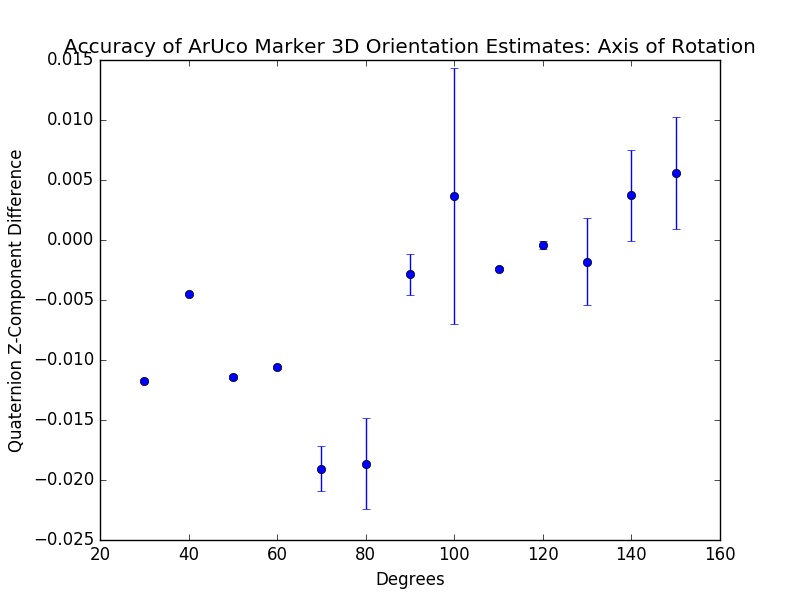 Accuracy of ArUco Marker 3D Orientation Estimates: Axis of Rotation
0.015
0.010
0.005
0.000
−0.005
−0.010
−0.015
−0.020
−0.025
Quaternion Z-Component Difference
20 40 60 80 100 120 140 160
Degrees